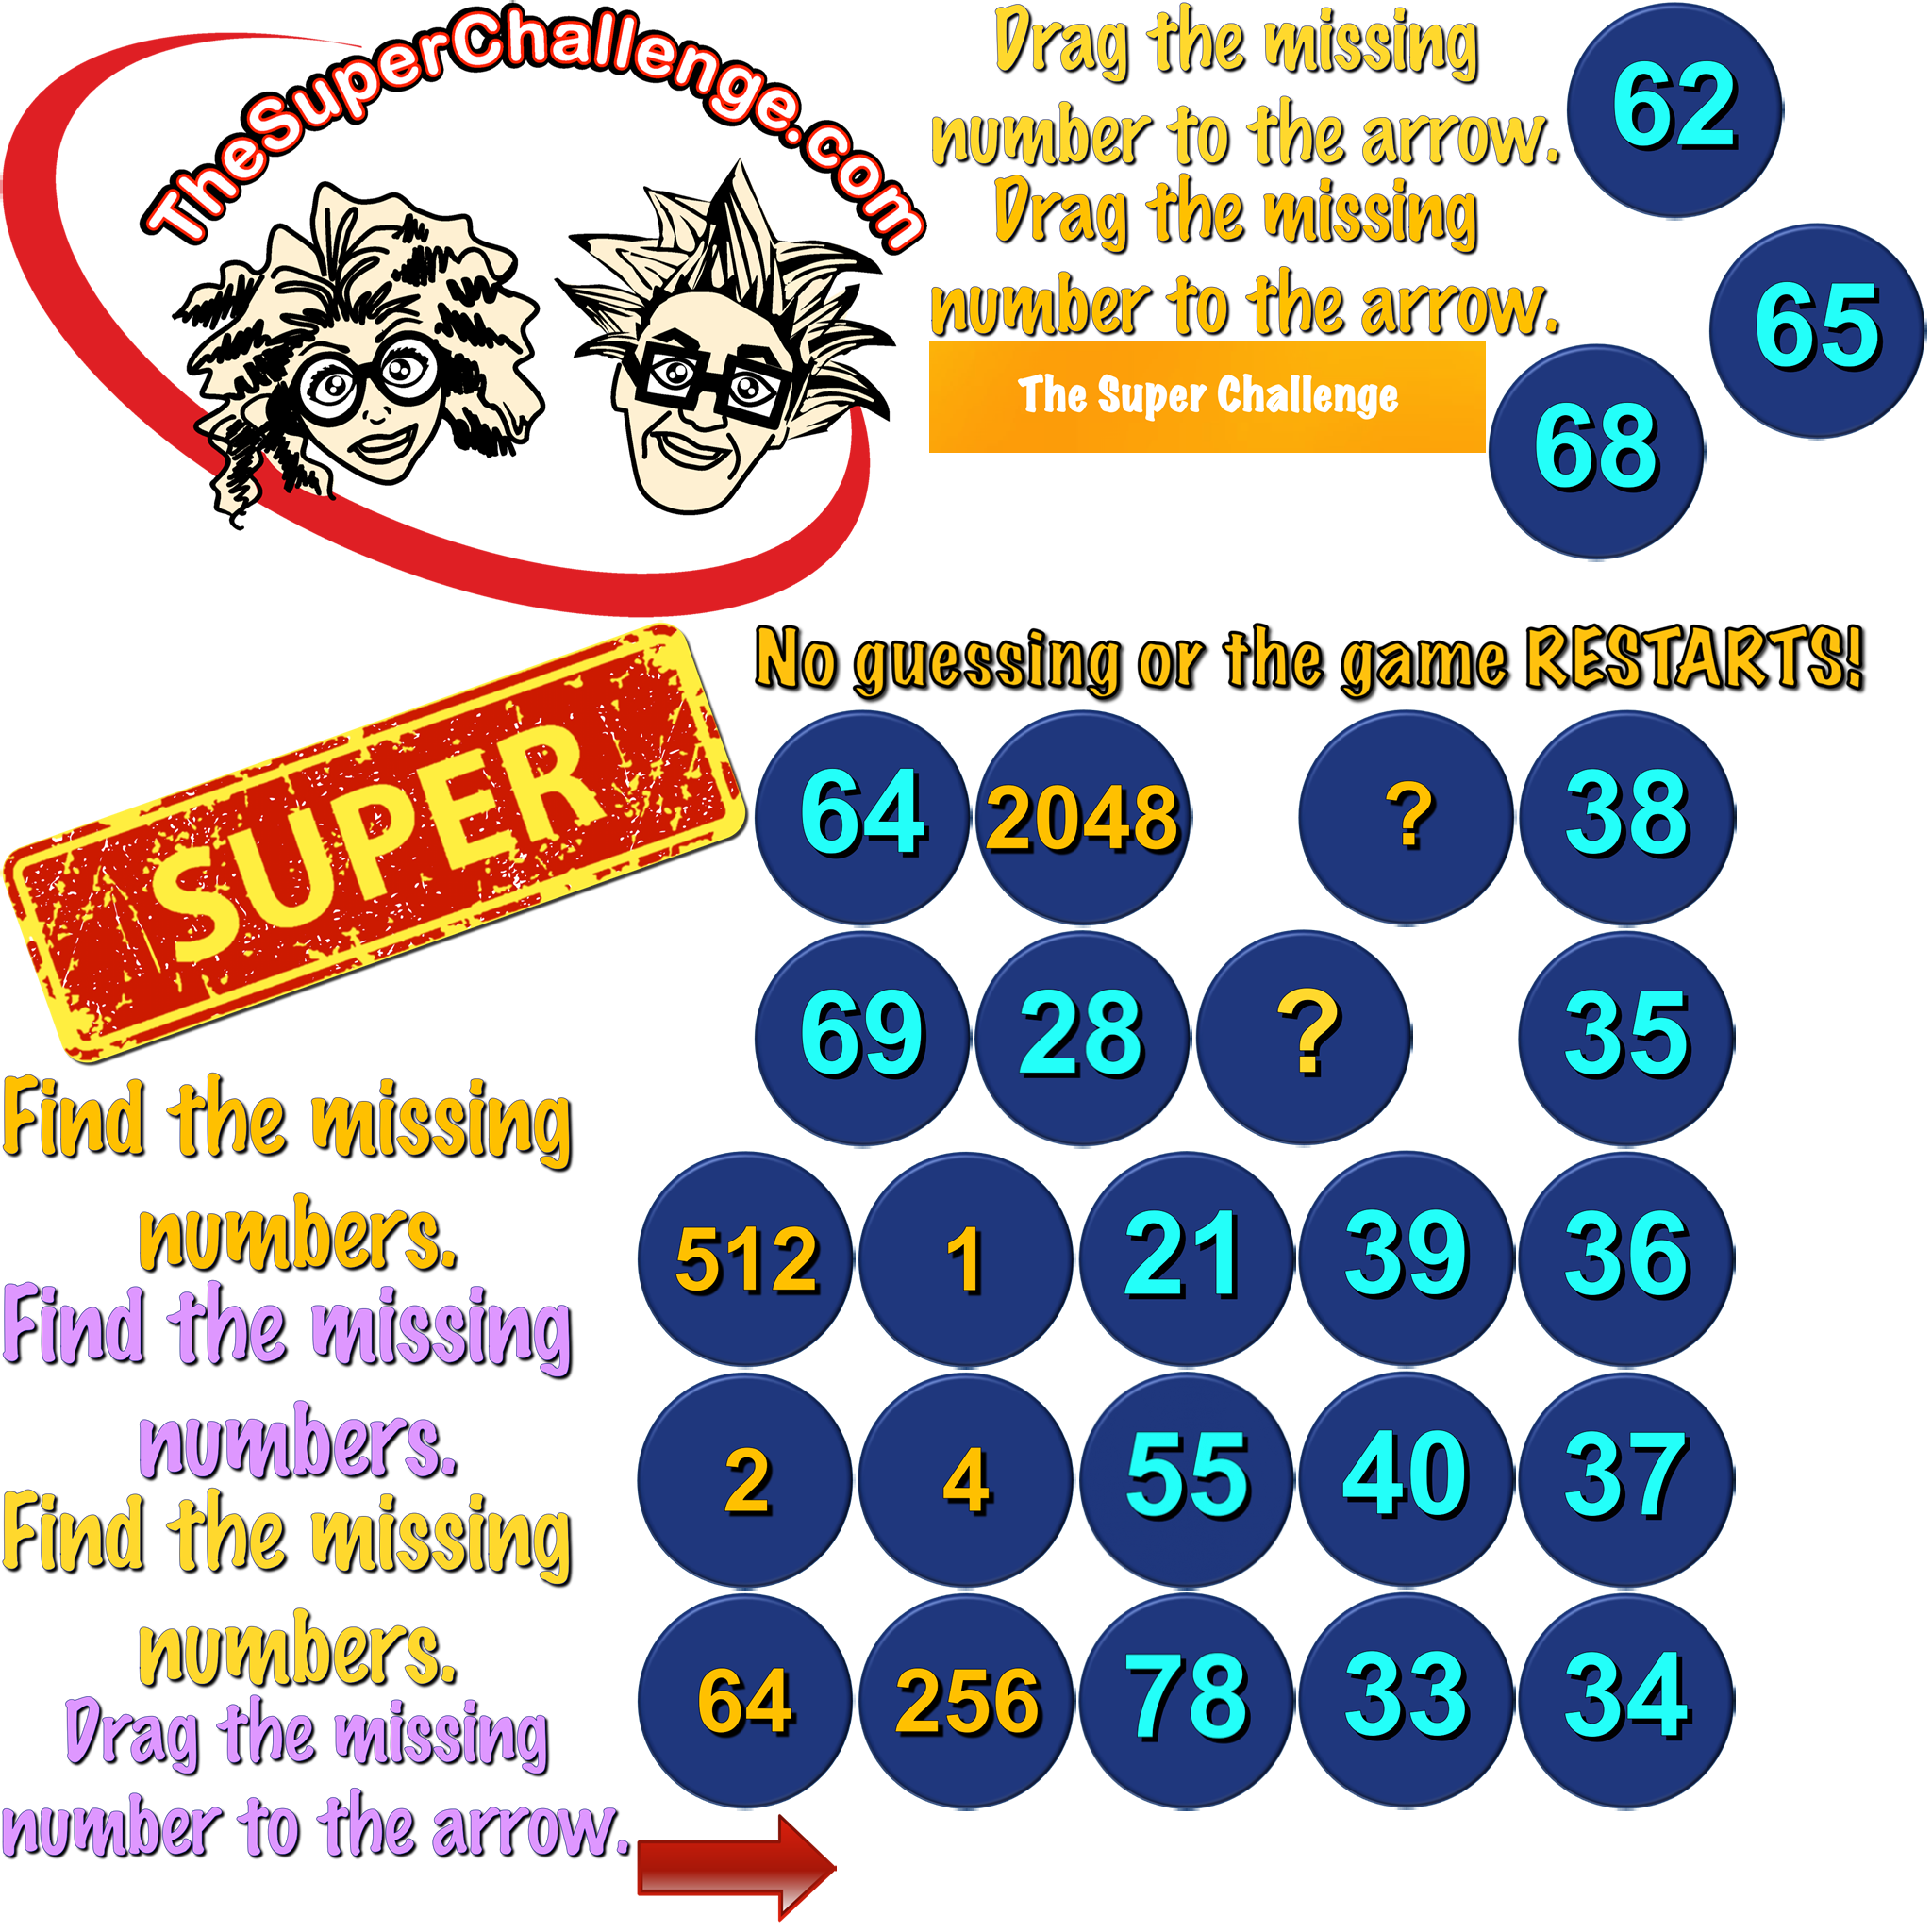 TheSuperChallenge.com
Drag the missing
number to the arrow.
Drag the missing
number to the arrow.
The Super Challenge
62
65
68
SUPER
No guessing or the game RESTARTS!
64 2048 ? 38
69 28 ? 35
512 1 21 39 36
2 4 55 40 37
64 256 78 33 34
Find the missing
numbers.
Find the missing
numbers.
Find the missing
numbers.
Drag the missing
number to the arrow.